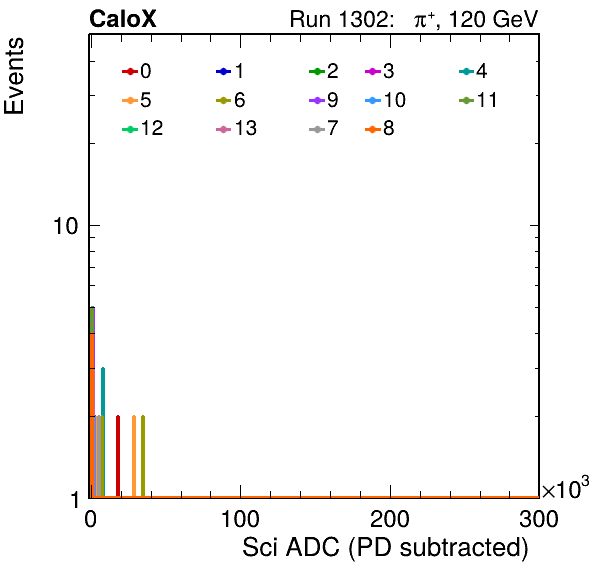 CaloX Run 1302: π⁺, 120 GeV
Events
0 1 2 3 4
5 6 9 10 11
12 13 7 8
10
1
0 100 200 300
×10³
Sci ADC (PD subtracted)